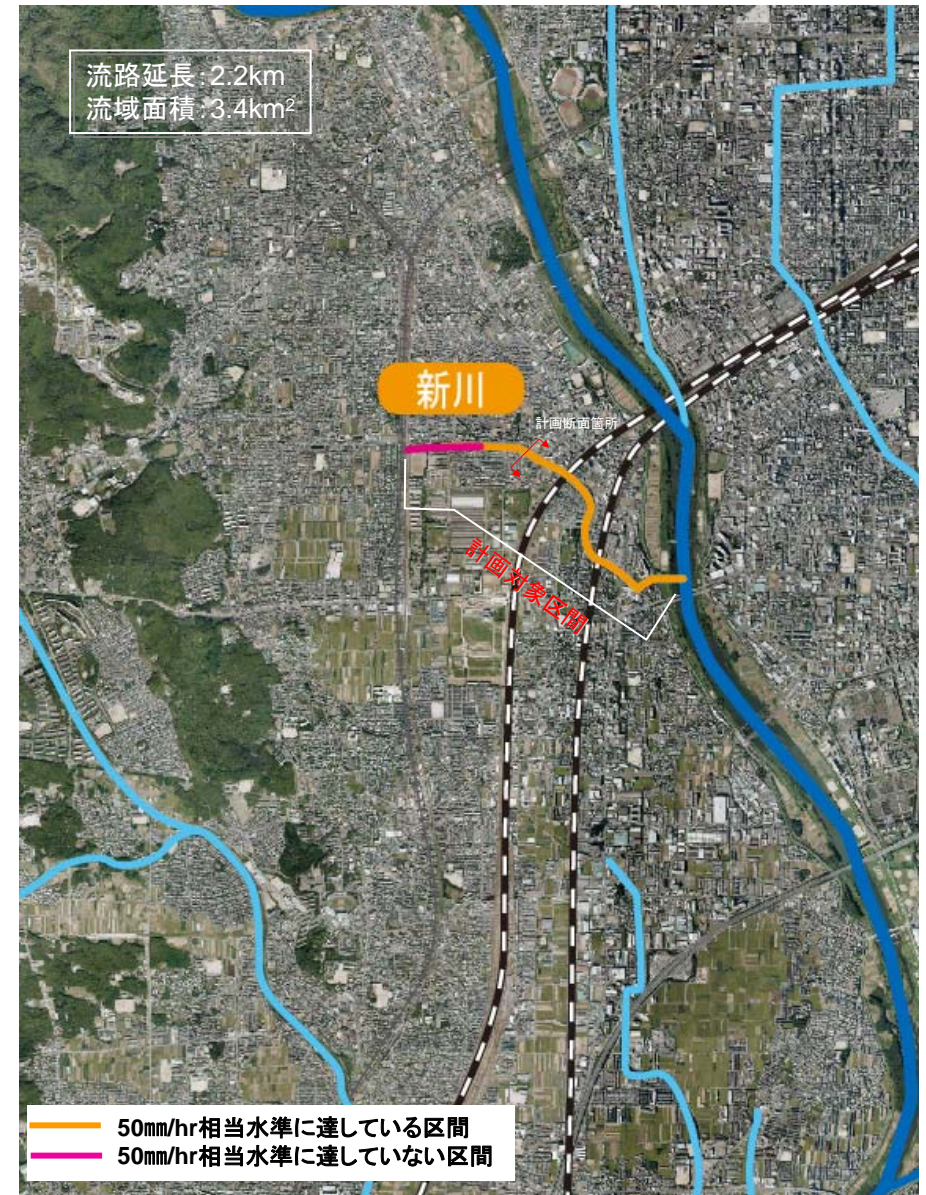 流路延長:2.2km
流域面積:3.4km²
新川
計画断面箇所
計画対象区間
50㎜/hr相当水準に達している区間
50㎜/hr相当水準に達していない区間